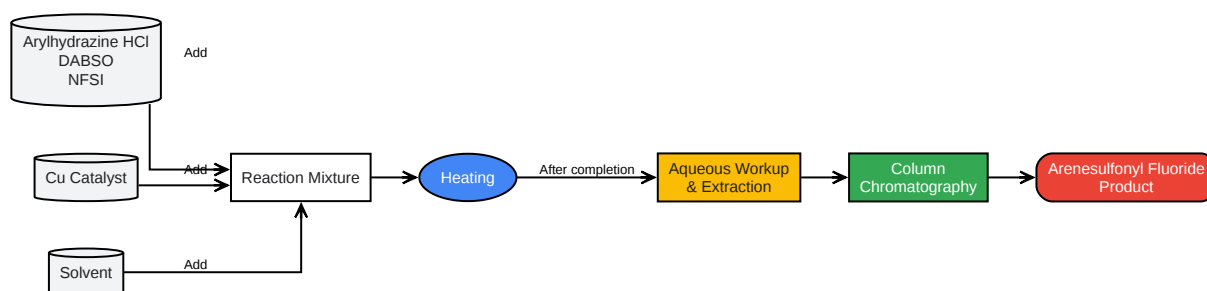 Arylhydrazine HCl
DABSO
NFSI
Add
Cu Catalyst
Add
Reaction Mixture
Heating
After completion
Aqueous Workup
& Extraction
Column
Chromatography
Arenesulfonyl Fluoride
Product
Solvent
Add